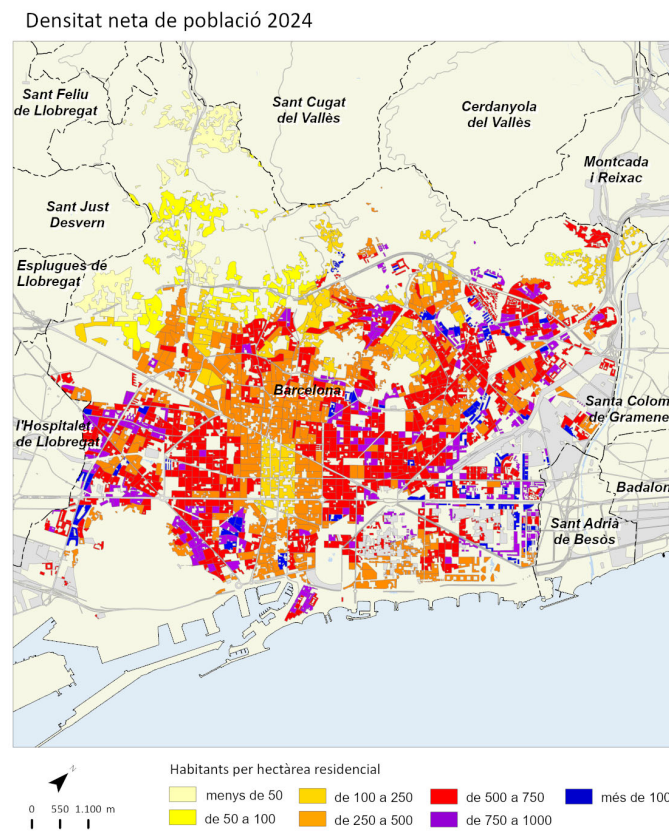 Densitat neta de població 2024
Sant Feliu
de Llobregat
Sant Cugat
del Vallès
Cerdanyola
del Vallès
Montcada
i Reixac
Sant Just
Desvern
Esplugues de
Llobregat
Barcelona
l'Hospitalet
de Llobregat
Santa Colom
de Gramene
Badalon
Sant Adrià
de Besòs
Habitants per hectàrea residencial
menys de 50
de 100 a 250
de 500 a 750
més de 100
de 50 a 100
de 250 a 500
de 750 a 1000
N
0 550 1.100 m